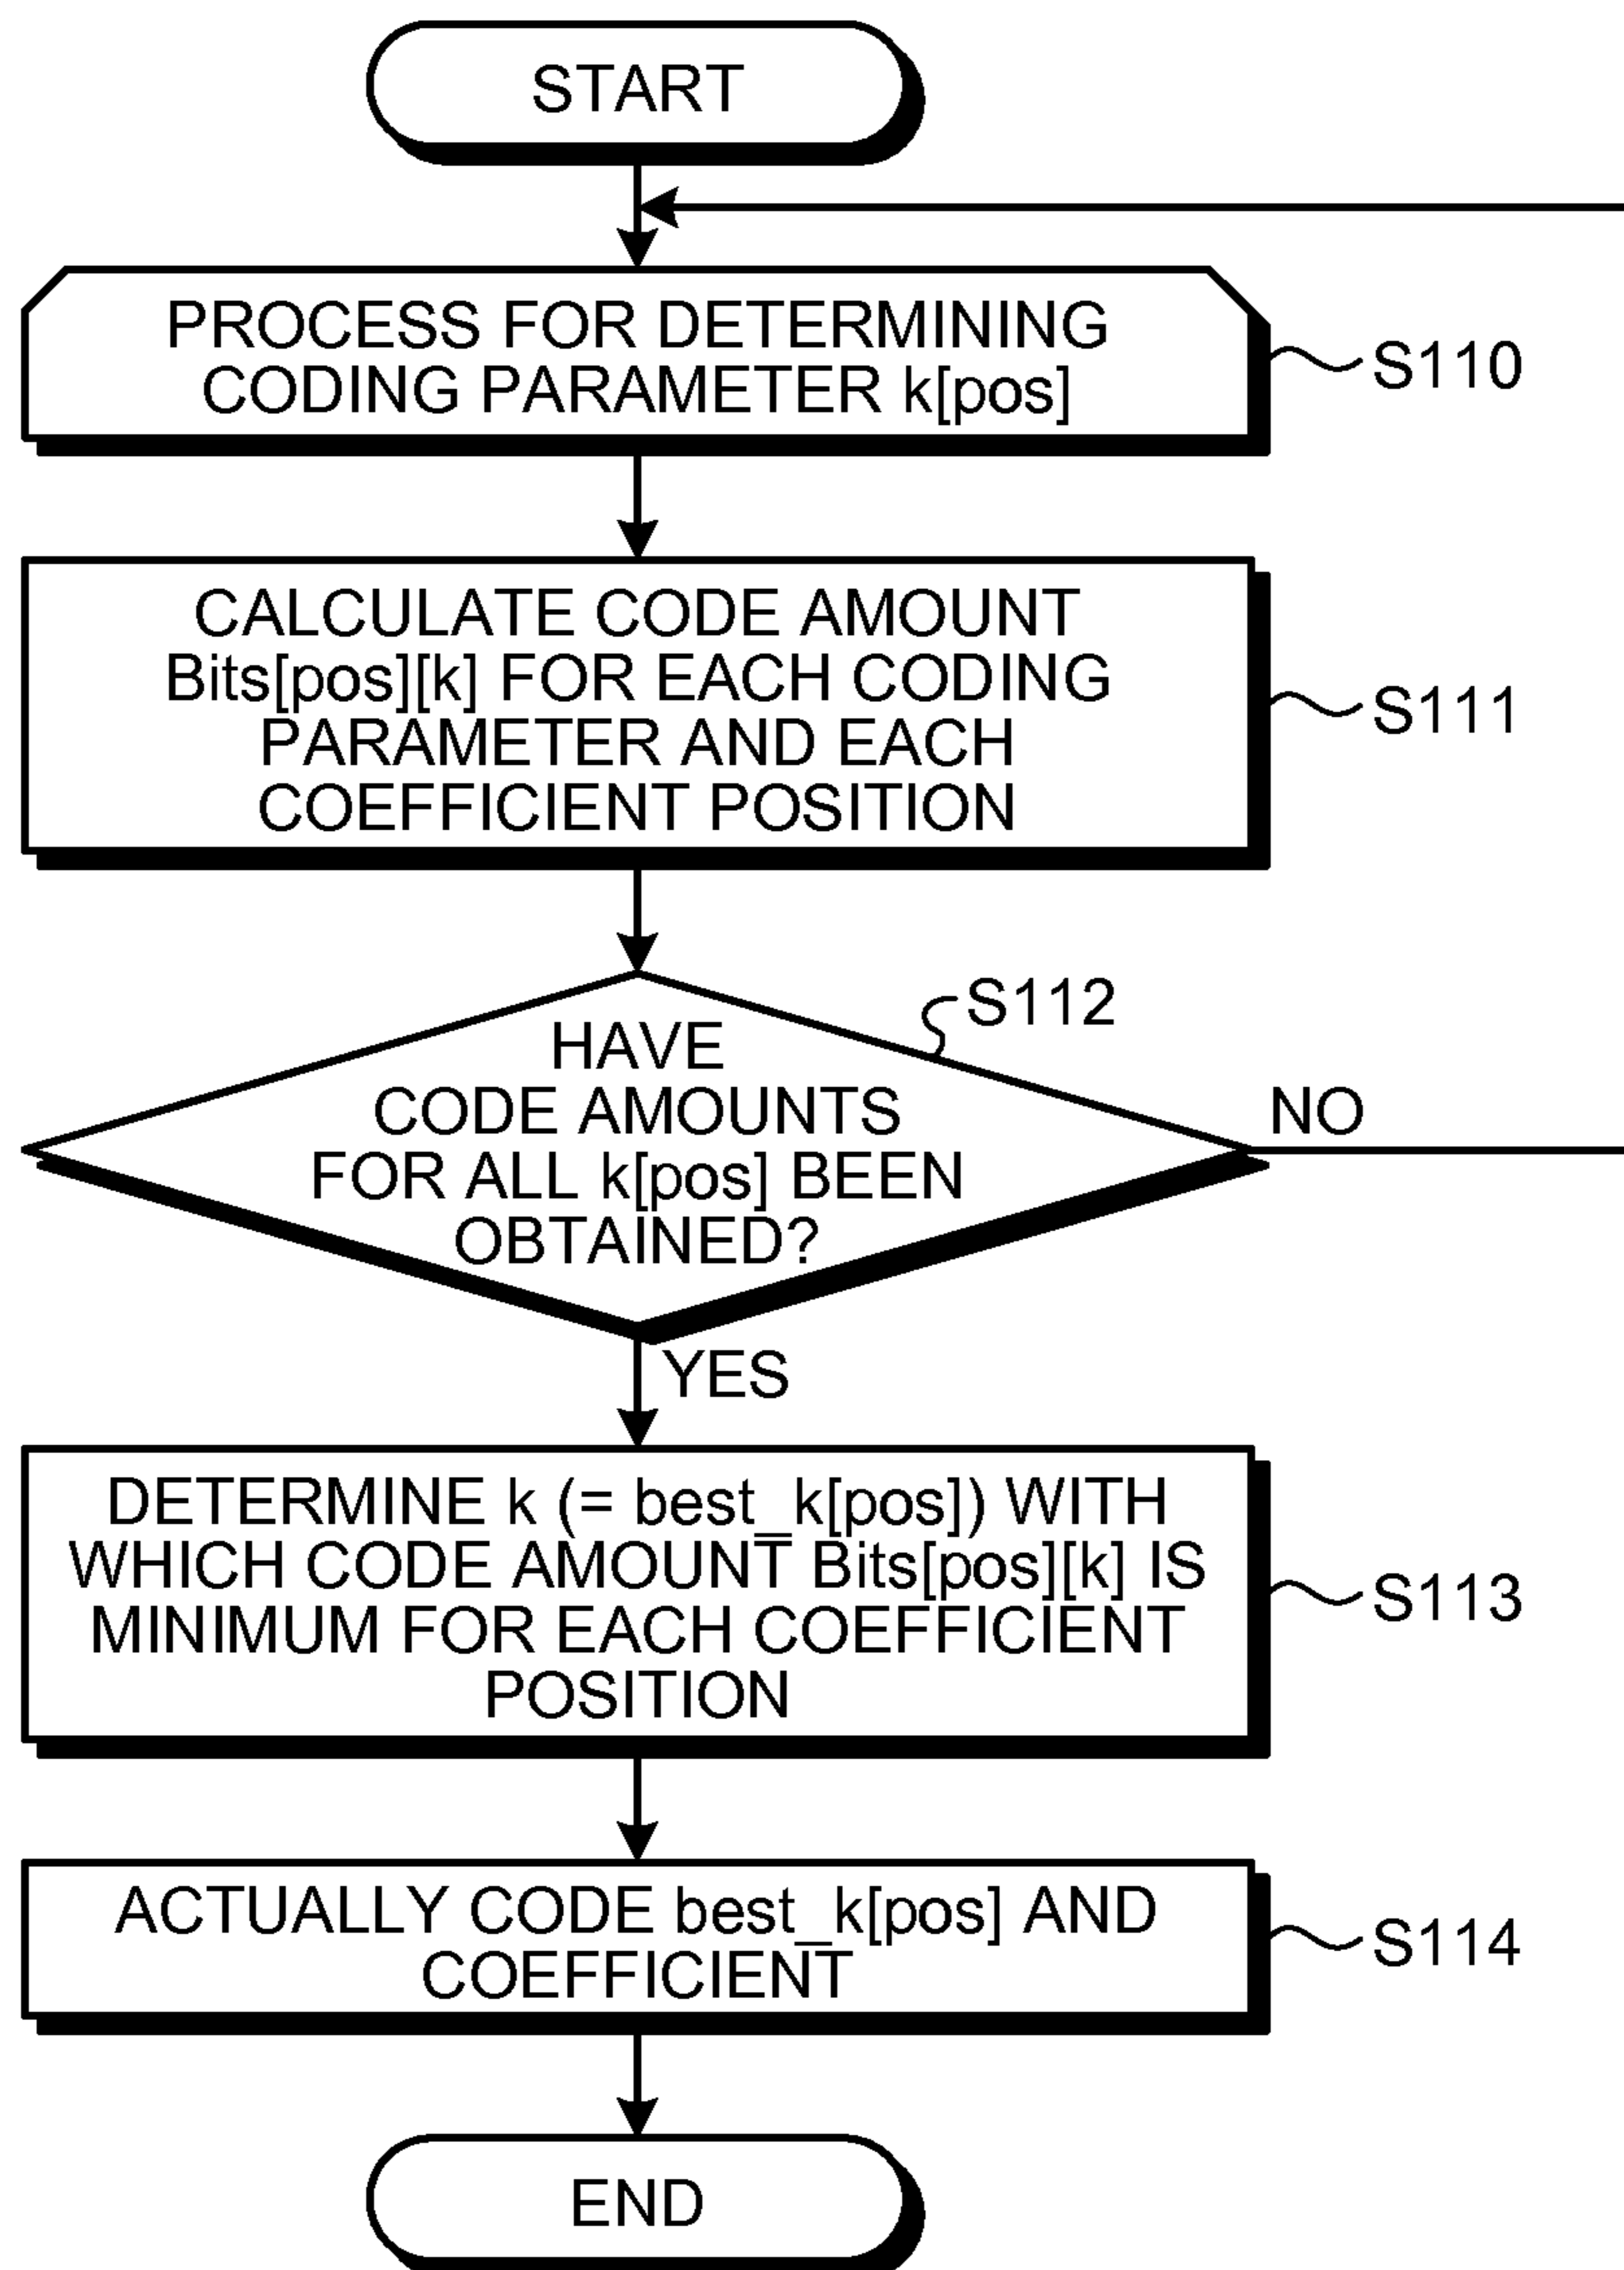 START
PROCESS FOR DETERMINING
CODING PARAMETER k[pos]
S110
CALCULATE CODE AMOUNT
Bits[pos][k] FOR EACH CODING
PARAMETER AND EACH
COEFFICIENT POSITION
S111
S112
HAVE
CODE AMOUNTS
FOR ALL k[pos] BEEN
OBTAINED?
NO
YES
DETERMINE k (= best_k[pos]) WITH
WHICH CODE AMOUNT Bits[pos][k] IS
MINIMUM FOR EACH COEFFICIENT
POSITION
S113
ACTUALLY CODE best_k[pos] AND
COEFFICIENT
S114
END